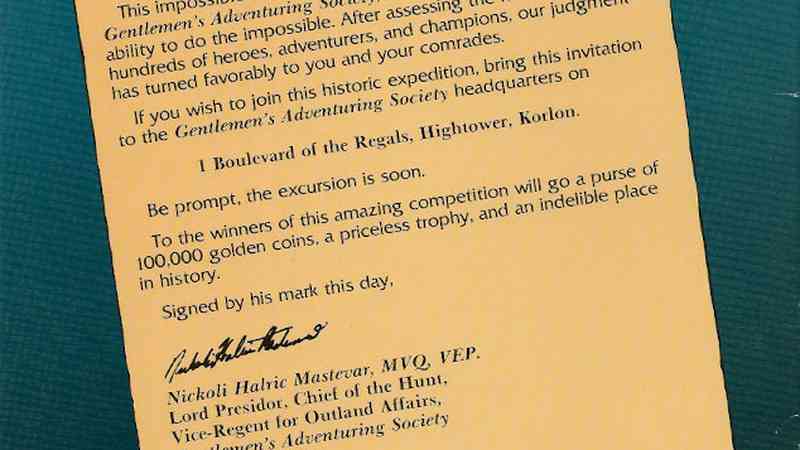 This impossible
Gentlemen's Adventuring Society,
ability to do the impossible. After assessing the
hundreds of heroes, adventurers, and champions, our judgment
has turned favorably to you and your comrades.
If you wish to join this historic expedition, bring this invitation
to the Gentlemen's Adventuring Society headquarters on
1 Boulevard of the Regals, Hightower, Korlon.
Be prompt, the excursion is soon.
To the winners of this amazing competition will go a purse of
100,000 golden coins, a priceless trophy, and an indelible place
in history.
Signed by his mark this day,
Nickoli Halric Mastevar
Nickoli Halric Mastevar, MVQ, VEP.
Lord Presidor, Chief of the Hunt,
Vice-Regent for Outland Affairs,
Gentlemen's Adventuring Society